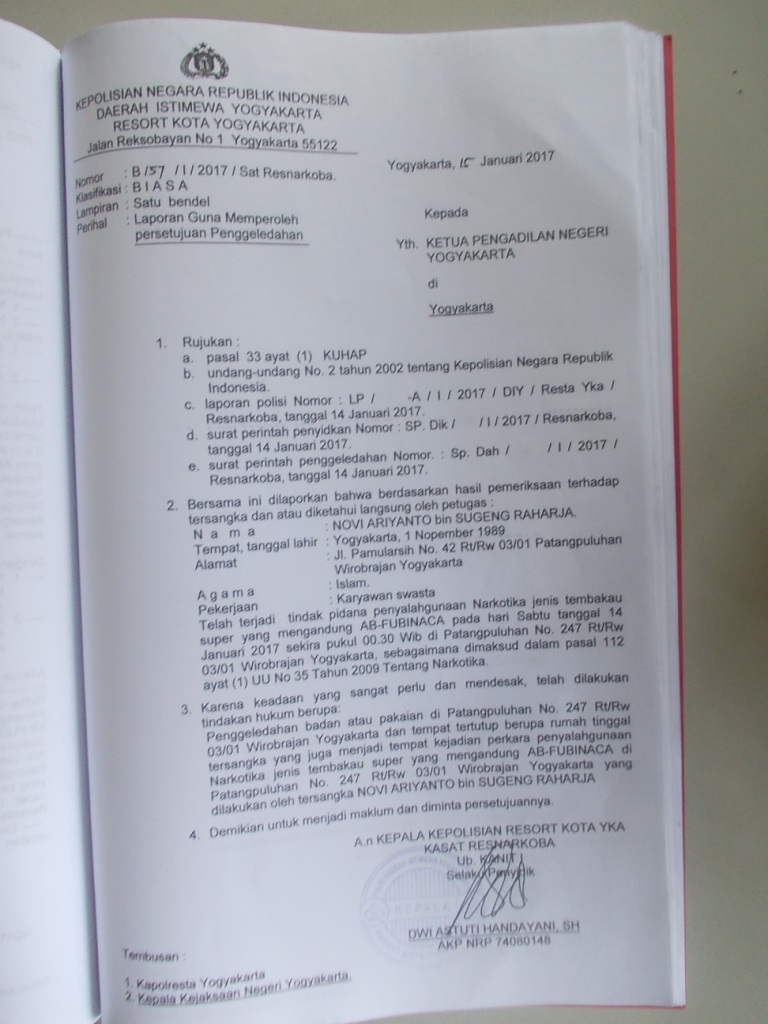 KEPOLISIAN NEGARA REPUBLIK INDONESIA
DAERAH ISTIMEWA YOGYAKARTA
RESORT KOTA YOGYAKARTA
Jalan Reksobayan No 1 Yogyakarta 55122
Yogyakarta, 15 Januari 2017
Nomor : B /57 / I / 2017 / Sat Resnarkoba.
Klasifikasi : B I A S A
Lampiran : Satu bendel
Perihal : Laporan Guna Memperoleh
persetujuan Penggeledahan
Kepada
Yth. KETUA PENGADILAN NEGERI
YOGYAKARTA
di
Yogyakarta
1. Rujukan :
a. pasal 33 ayat (1) KUHAP
b. undang-undang No. 2 tahun 2002 tentang Kepolisian Negara Republik
Indonesia.
c. laporan polisi Nomor : LP / -A / I / 2017 / DIY / Resta Yka /
Resnarkoba, tanggal 14 Januari 2017.
d. surat perintah penyidkan Nomor : SP. Dik / / I / 2017 / Resnarkoba,
tanggal 14 Januari 2017.
e. surat perintah penggeledahan Nomor. : Sp. Dah / / I / 2017 /
Resnarkoba, tanggal 14 Januari 2017.
2. Bersama ini dilaporkan bahwa berdasarkan hasil pemeriksaan terhadap
tersangka dan atau diketahui langsung oleh petugas :
N a m a : NOVI ARIYANTO bin SUGENG RAHARJA.
Tempat, tanggal lahir : Yogyakarta, 1 Nopember 1989
Alamat : Jl. Pamularsih No. 42 Rt/Rw 03/01 Patangpuluhan
Wirobrajan Yogyakarta
A g a m a : Islam.
Pekerjaan : Karyawan swasta
Telah terjadi tindak pidana penyalahgunaan Narkotika jenis tembakau
super yang mengandung AB-FUBINACA pada hari Sabtu tanggal 14
Januari 2017 sekira pukul 00.30 Wib di Patangpuluhan No. 247 Rt/Rw
03/01 Wirobrajan Yogyakarta, sebagaimana dimaksud dalam pasal 112
ayat (1) UU No 35 Tahun 2009 Tentang Narkotika.
3. Karena keadaan yang sangat perlu dan mendesak, telah dilakukan
tindakan hukum berupa:
Penggeledahan badan atau pakaian di Patangpuluhan No. 247 Rt/Rw
03/01 Wirobrajan Yogyakarta dan tempat tertutup berupa rumah tinggal
tersangka yang juga menjadi tempat kejadian perkara penyalahgunaan
Narkotika jenis tembakau super yang mengandung AB-FUBINACA di
Patangpuluhan No. 247 Rt/Rw 03/01 Wirobrajan Yogyakarta yang
dilakukan oleh tersangka NOVI ARIYANTO bin SUGENG RAHARJA
4. Demikian untuk menjadi maklum dan diminta persetujuannya.
A.n KEPALA KEPOLISIAN RESORT KOTA YKA
KASAT RESNARKOBA
Ub. KANIT I
Selaku Penyidik
DWI ASTUTI HANDAYANI, SH
AKP NRP 74080148
Tembusan :
1. Kapolresta Yogyakarta
2. Kepala Kejaksaan Negeri Yogyakarta.